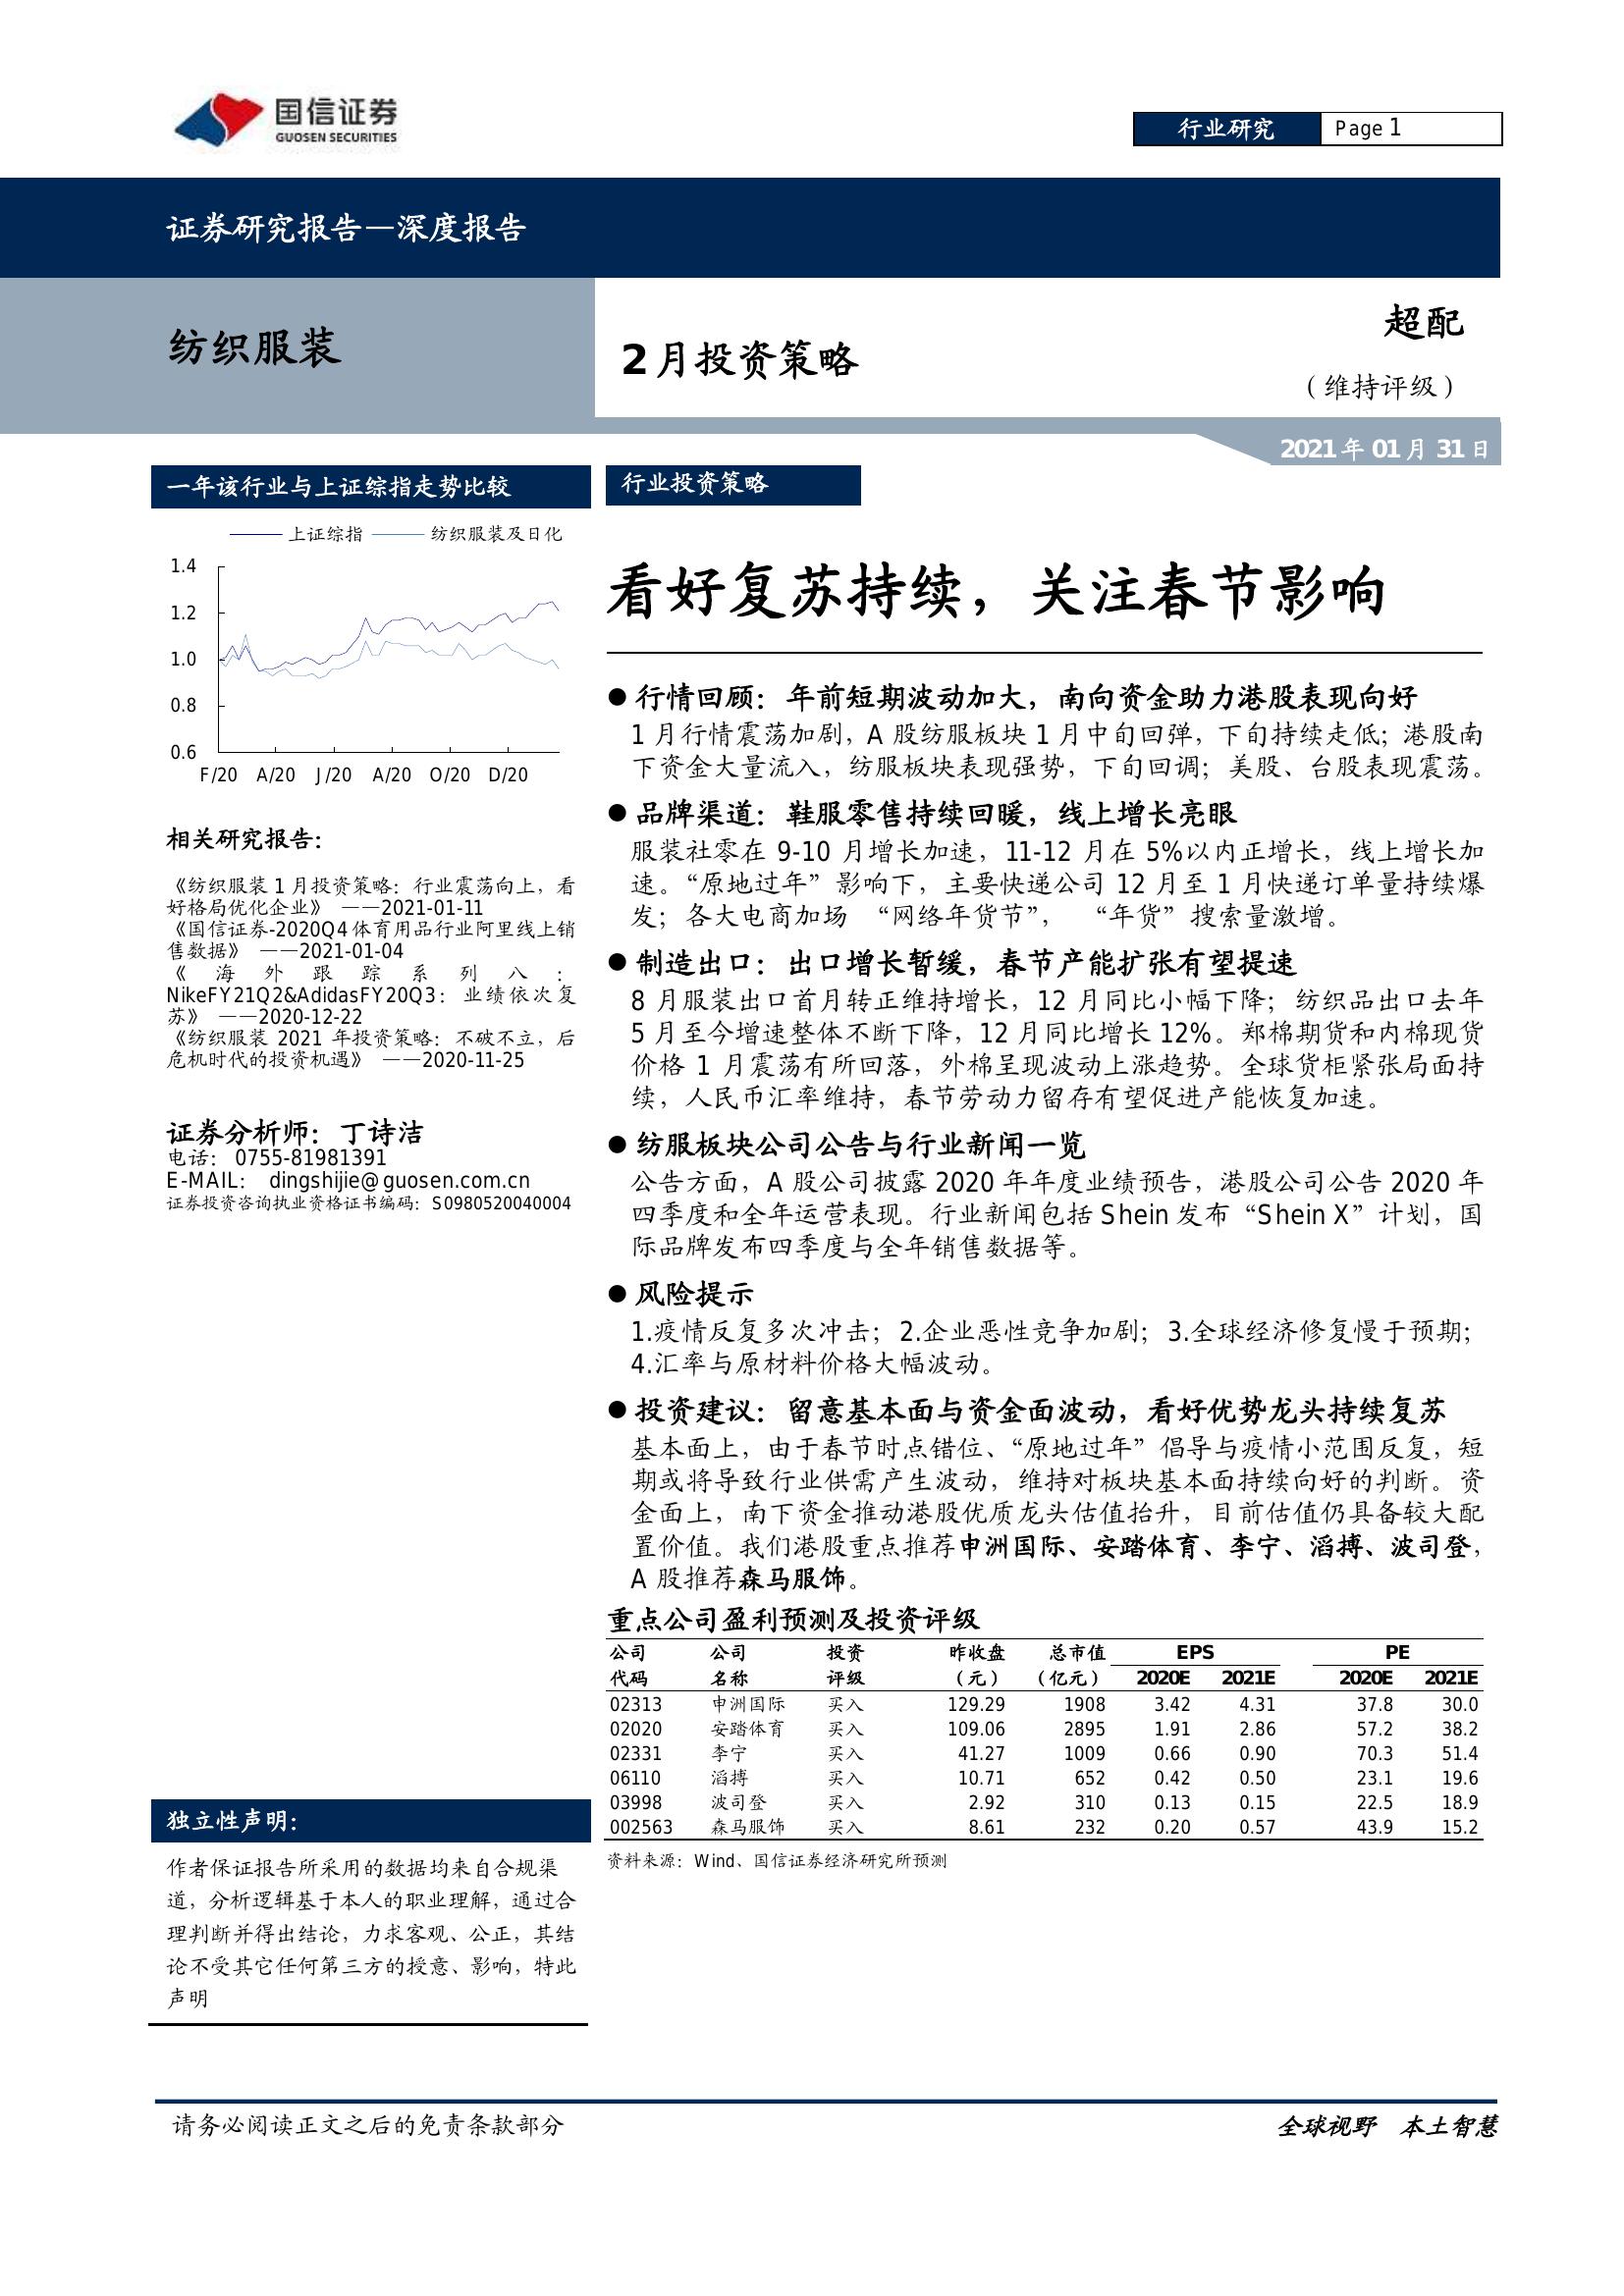 国信证券
GUOSEN SECURITIES
行业研究 Page 1
证券研究报告—深度报告
纺织服装
2 月投资策略
超配
（维持评级）
2021 年 01 月 31 日
一年该行业与上证综指走势比较
上证综指 纺织服装及日化
1.4
1.2
1.0
0.8
0.6
F/20 A/20 J/20 A/20 O/20 D/20
相关研究报告：
《纺织服装 1 月投资策略：行业震荡向上，看
好格局优化企业》 ——2021-01-11
《国信证券-2020Q4 体育用品行业阿里线上销
售数据》 ——2021-01-04
《海外跟踪系列八：
NikeFY21Q2&AdidasFY20Q3：业绩依次复
苏》 ——2020-12-22
《纺织服装 2021 年投资策略：不破不立，后
危机时代的投资机遇》 ——2020-11-25
证券分析师：丁诗洁
电话： 0755-81981391
E-MAIL： dingshijie@guosen.com.cn
证券投资咨询执业资格证书编码：S0980520040004
独立性声明：
作者保证报告所采用的数据均来自合规渠
道，分析逻辑基于本人的职业理解，通过合
理判断并得出结论，力求客观、公正，其结
论不受其它任何第三方的授意、影响，特此
声明
行业投资策略
看好复苏持续，关注春节影响
● 行情回顾：年前短期波动加大，南向资金助力港股表现向好
1 月行情震荡加剧，A 股纺服板块 1 月中旬回弹，下旬持续走低；港股南
下资金大量流入，纺服板块表现强势，下旬回调；美股、台股表现震荡。
● 品牌渠道：鞋服零售持续回暖，线上增长亮眼
服装社零在 9-10 月增长加速，11-12 月在 5%以内正增长，线上增长加
速。“原地过年”影响下，主要快递公司 12 月至 1 月快递订单量持续爆
发；各大电商加场 “网络年货节”， “年货”搜索量激增。
● 制造出口：出口增长暂缓，春节产能扩张有望提速
8 月服装出口首月转正维持增长，12 月同比小幅下降；纺织品出口去年
5 月至今增速整体不断下降，12 月同比增长 12%。郑棉期货和内棉现货
价格 1 月震荡有所回落，外棉呈现波动上涨趋势。全球货柜紧张局面持
续，人民币汇率维持，春节劳动力留存有望促进产能恢复加速。
● 纺服板块公司公告与行业新闻一览
公告方面，A 股公司披露 2020 年年度业绩预告，港股公司公告 2020 年
四季度和全年运营表现。行业新闻包括 Shein 发布“Shein X”计划，国
际品牌发布四季度与全年销售数据等。
● 风险提示
1.疫情反复多次冲击；2.企业恶性竞争加剧；3.全球经济修复慢于预期；
4.汇率与原材料价格大幅波动。
● 投资建议：留意基本面与资金面波动，看好优势龙头持续复苏
基本面上，由于春节时点错位、“原地过年”倡导与疫情小范围反复，短
期或将导致行业供需产生波动，维持对板块基本面持续向好的判断。资
金面上，南下资金推动港股优质龙头估值抬升，目前估值仍具备较大配
置价值。我们港股重点推荐申洲国际、安踏体育、李宁、滔搏、波司登，
A 股推荐森马服饰。
重点公司盈利预测及投资评级
公司 公司 投资 昨收盘 总市值 EPS PE
代码 名称 评级 （元） （亿元） 2020E 2021E 2020E 2021E
02313 申洲国际 买入 129.29 1908 3.42 4.31 37.8 30.0
02020 安踏体育 买入 109.06 2895 1.91 2.86 57.2 38.2
02331 李宁 买入 41.27 1009 0.66 0.90 70.3 51.4
06110 滔搏 买入 10.71 652 0.42 0.50 23.1 19.6
03998 波司登 买入 2.92 310 0.13 0.15 22.5 18.9
002563 森马服饰 买入 8.61 232 0.20 0.57 43.9 15.2
资料来源：Wind、国信证券经济研究所预测
请务必阅读正文之后的免责条款部分
全球视野 本土智慧